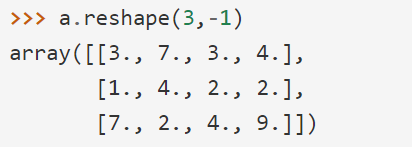 >>> a.reshape(3,-1)
array([[3., 7., 3., 4.],
       [1., 4., 2., 2.],
       [7., 2., 4., 9.]])